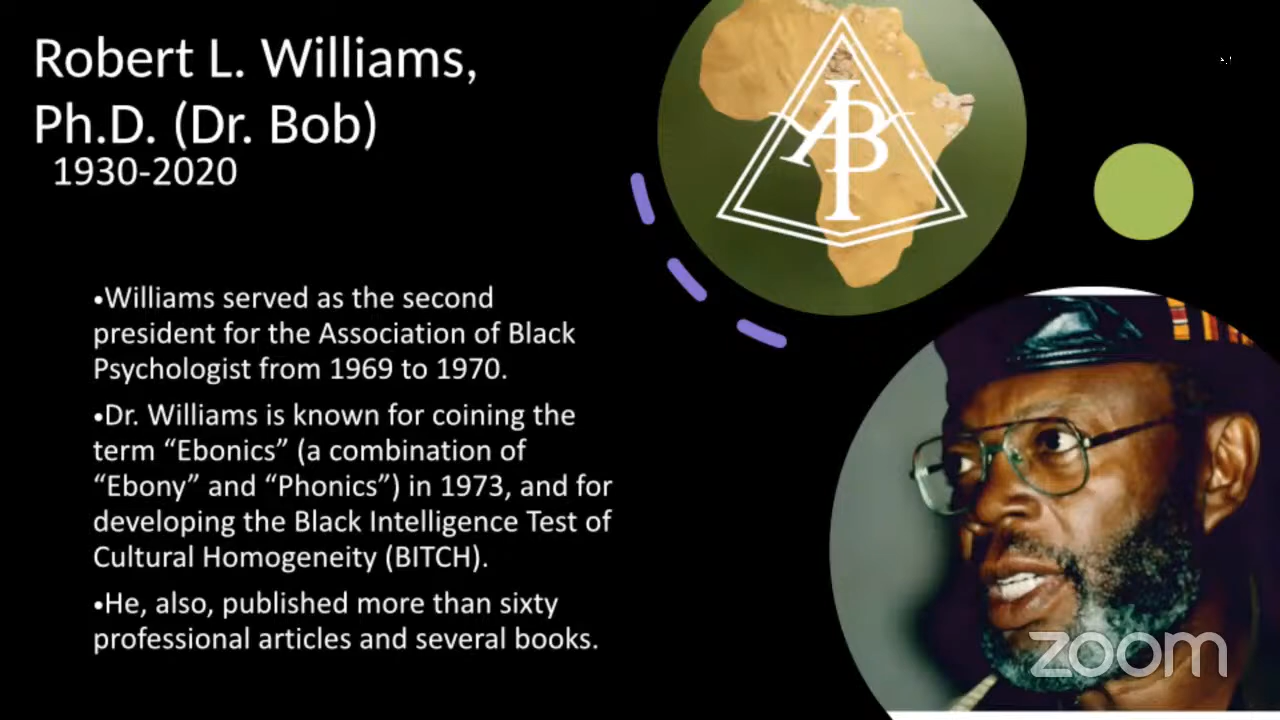 Robert L. Williams,
Ph.D. (Dr. Bob)
1930-2020
ABP
•Williams served as the second
president for the Association of Black
Psychologist from 1969 to 1970.
•Dr. Williams is known for coining the
term “Ebonics” (a combination of
“Ebony” and “Phonics”) in 1973, and for
developing the Black Intelligence Test of
Cultural Homogeneity (BITCH).
•He, also, published more than sixty
professional articles and several books.
zoom